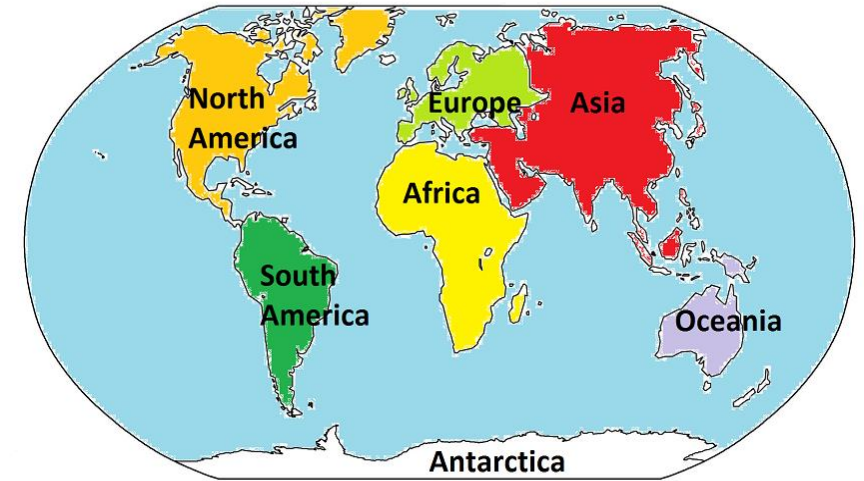 North
America
Europe
Asia
Africa
South
America
Oceania
Antarctica